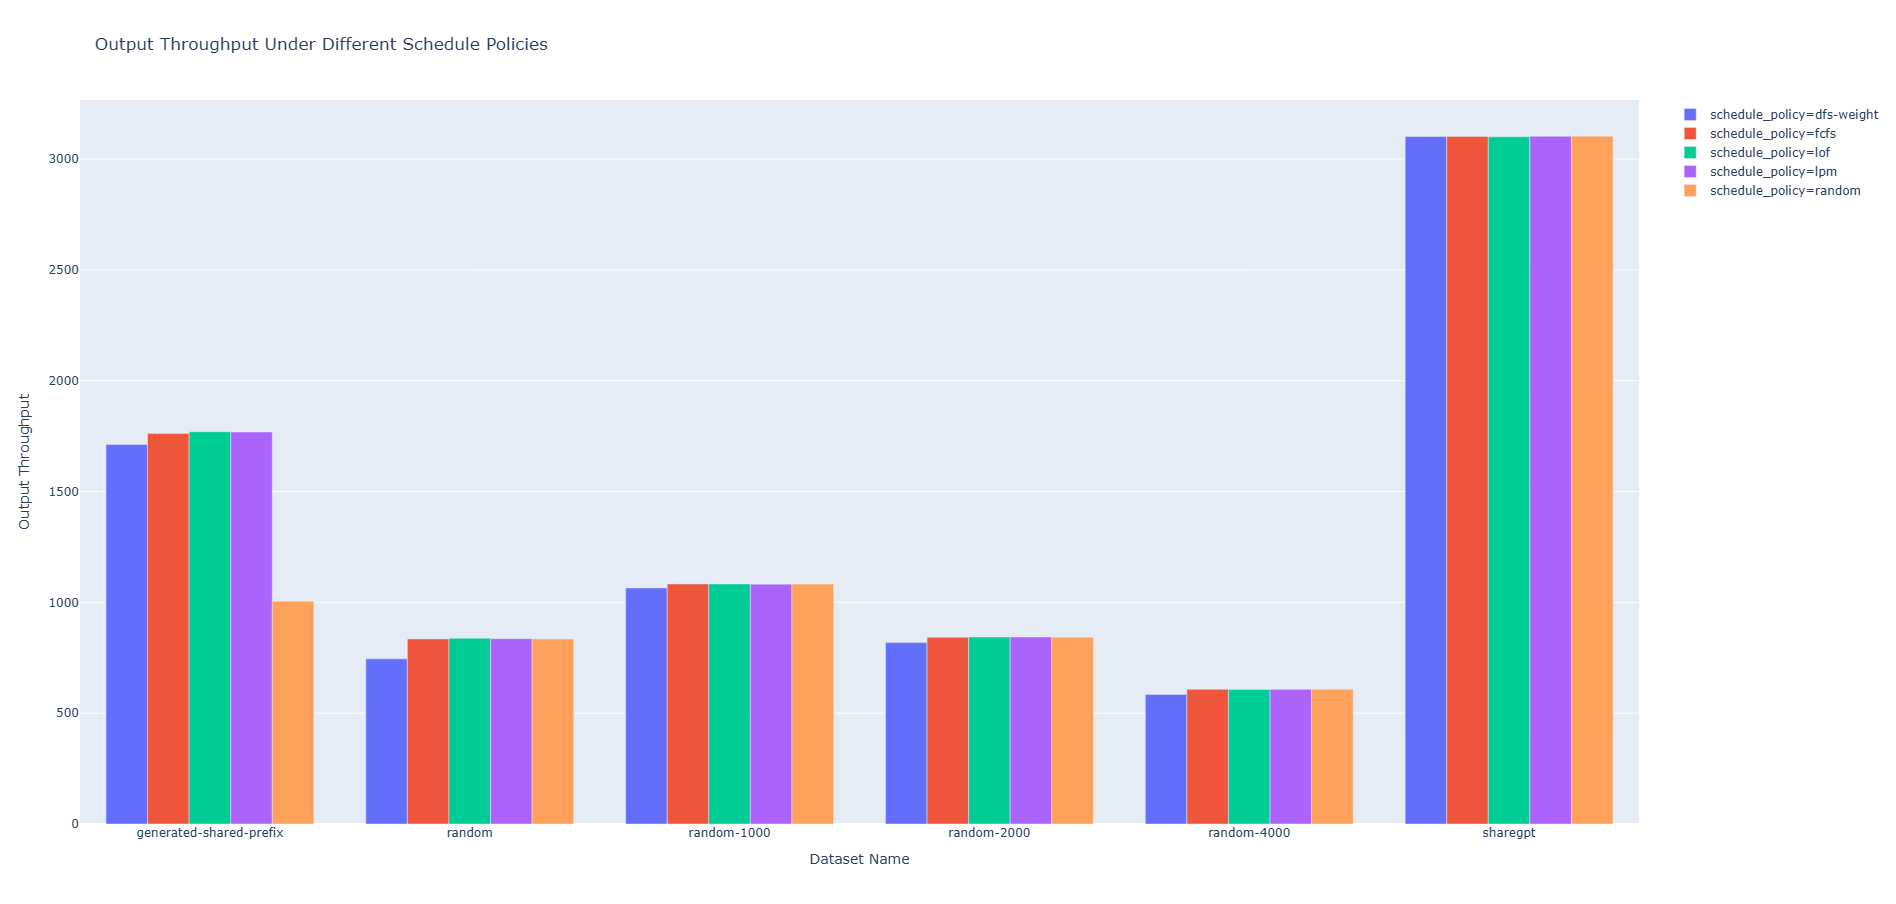 Output Throughput Under Different Schedule Policies
schedule_policy=dfs-weight
schedule_policy=fcfs
schedule_policy=lof
schedule_policy=lpm
schedule_policy=random
Output Throughput
3000
2500
2000
1500
1000
500
0
generated-shared-prefix random random-1000 random-2000 random-4000 sharegpt
Dataset Name